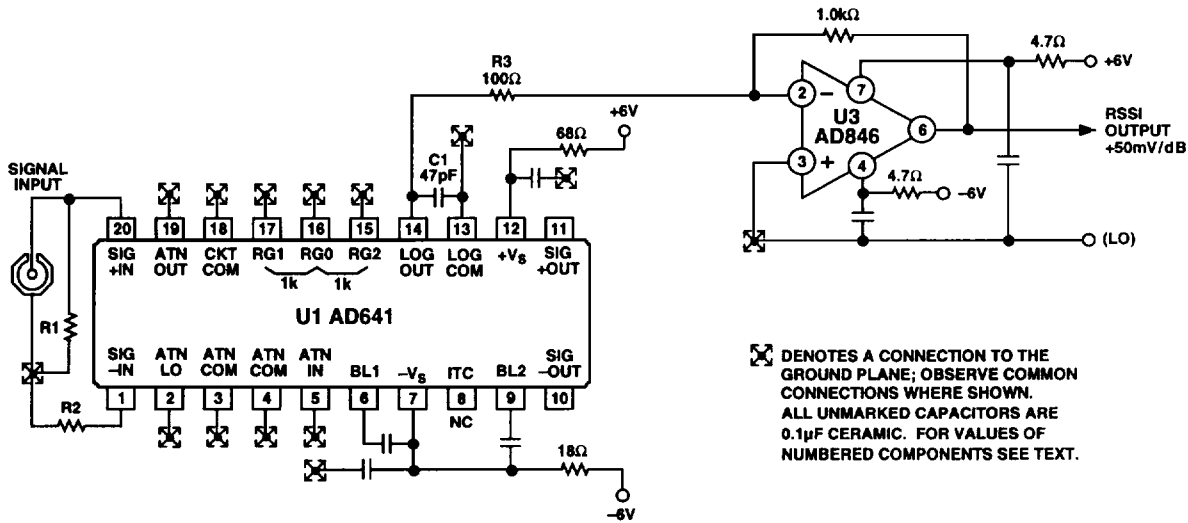 1.0kΩ
4.7Ω
+6V
R3
100Ω
2
–
7
U3
AD846
6
3
+
4
RSSI
OUTPUT
+50mV/dB
4.7Ω
–6V
(LO)
+6V
68Ω
C1
47pF
SIGNAL
INPUT
20 19 18 17 16 15 14 13 12 11
SIG ATN CKT RG1 RG0 RG2 LOG LOG +VS SIG
+IN OUT COM OUT COM +OUT
1k 1k
U1 AD641
R1
SIG ATN ATN ATN ATN BL1 –VS ITC BL2 SIG
–IN LO COM COM IN –OUT
1 2 3 4 5 6 7 8 9 10
NC
R2
18Ω
–6V
DENOTES A CONNECTION TO THE
GROUND PLANE; OBSERVE COMMON
CONNECTIONS WHERE SHOWN.
ALL UNMARKED CAPACITORS ARE
0.1µF CERAMIC. FOR VALUES OF
NUMBERED COMPONENTS SEE TEXT.